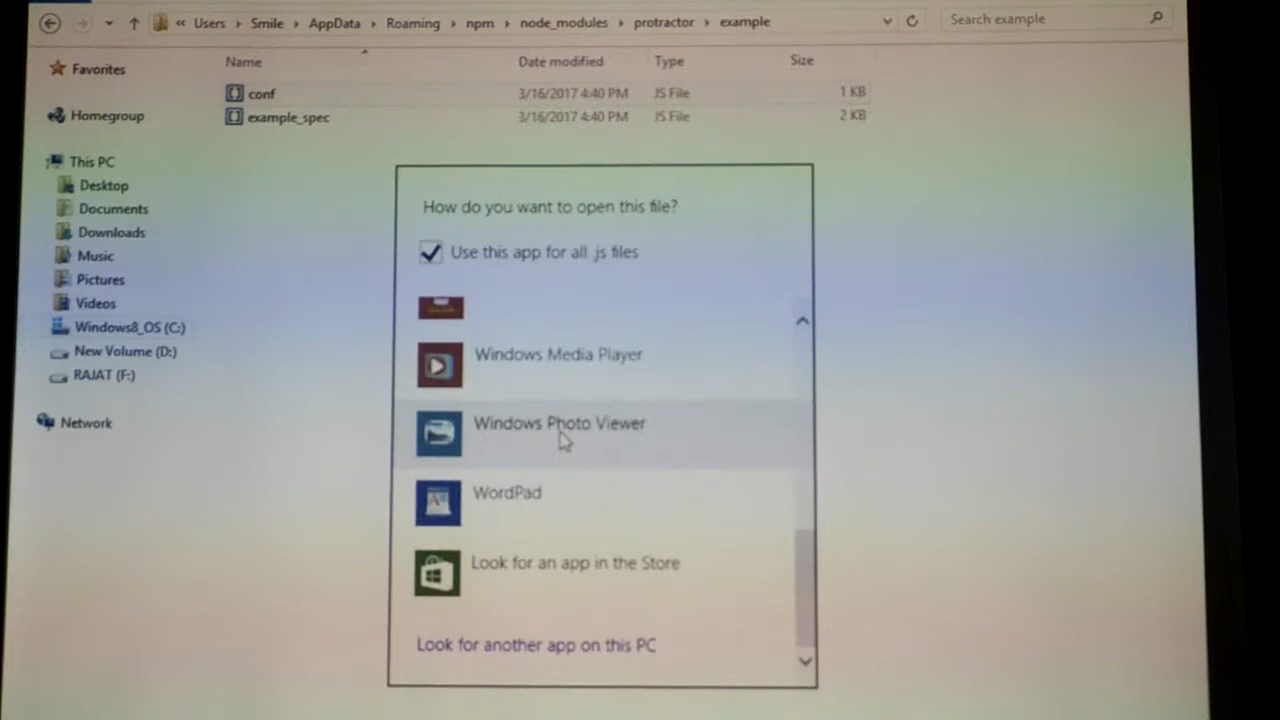 « Users › Smile › AppData › Roaming › npm › node_modules › protractor › example
Search example
Name Date modified Type Size
conf 3/16/2017 4:40 PM JS File 1 KB
example_spec 3/16/2017 4:40 PM JS File 2 KB
Favorites
Homegroup
This PC
Desktop
Documents
Downloads
Music
Pictures
Videos
Windows8_OS (C:)
New Volume (D:)
RAJAT (F:)
Network
How do you want to open this file?
Use this app for all .js files
Windows Media Player
Windows Photo Viewer
WordPad
Look for an app in the Store
Look for another app on this PC